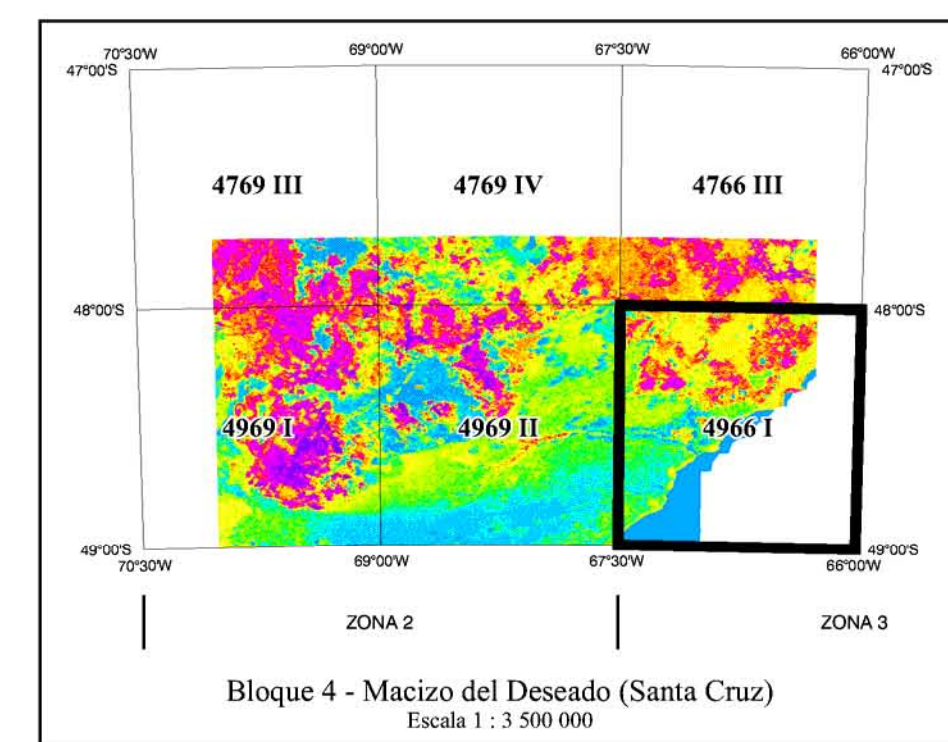 70°30'W 69°00'W 67°30'W 66°00'W
47°00'S 47°00'S
4769 III 4769 IV 4766 III
48°00'S 48°00'S
4969 I 4969 II 4966 I
49°00'S 49°00'S
70°30'W 69°00'W 67°30'W 66°00'W
ZONA 2 ZONA 3
Bloque 4 - Macizo del Deseado (Santa Cruz)
Escala 1 : 3 500 000